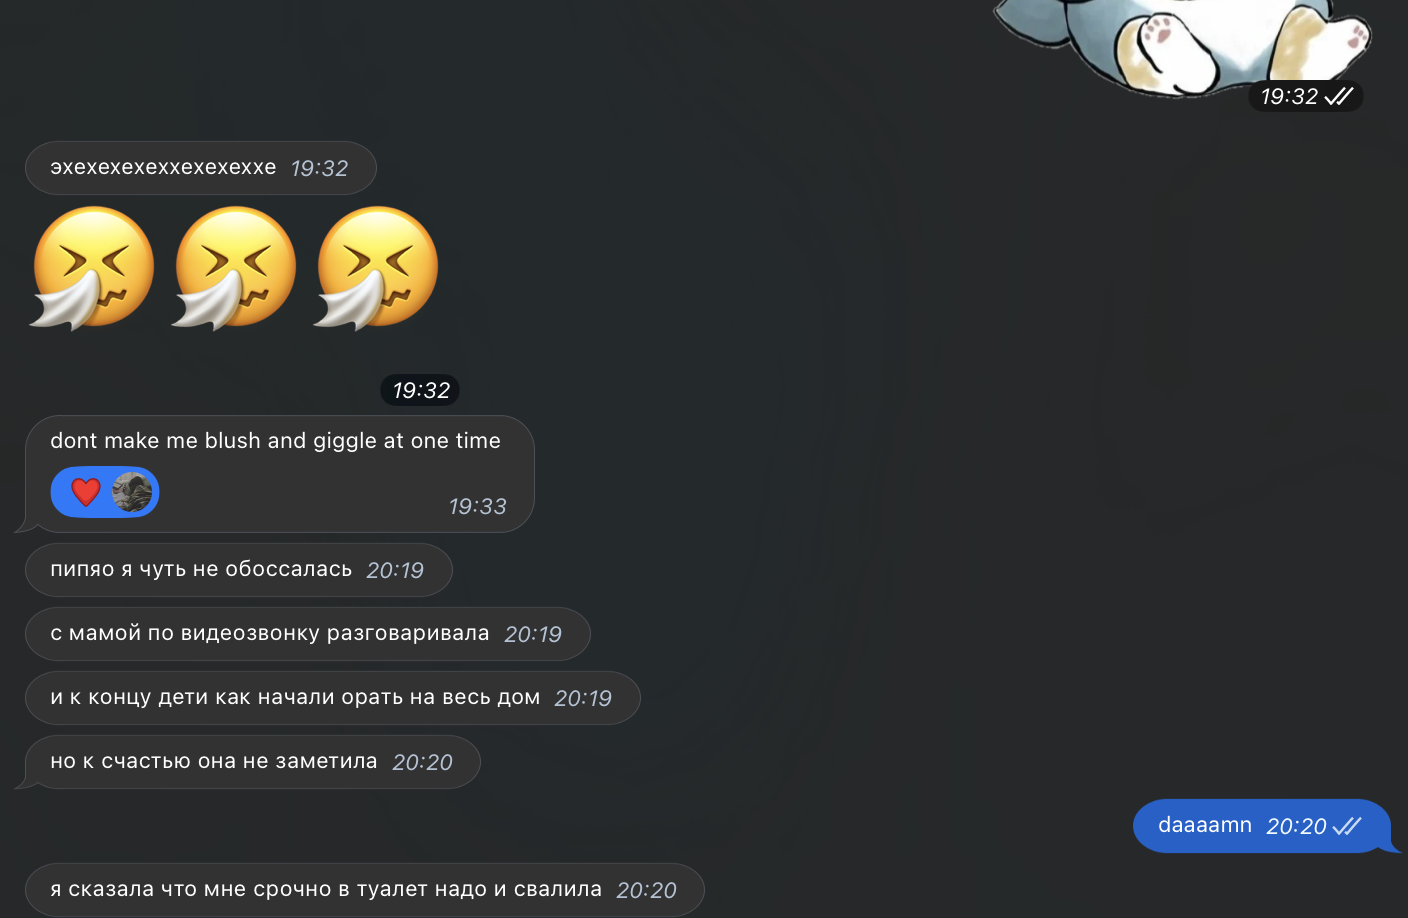 19:32
эхехехехеххехехеххе 19:32
19:32
dont make me blush and giggle at one time
19:33
пипяо я чуть не обоссалась 20:19
с мамой по видеозвонку разговаривала 20:19
и к концу дети как начали орать на весь дом 20:19
но к счастью она не заметила 20:20
daaaamn 20:20
я сказала что мне срочно в туалет надо и свалила 20:20